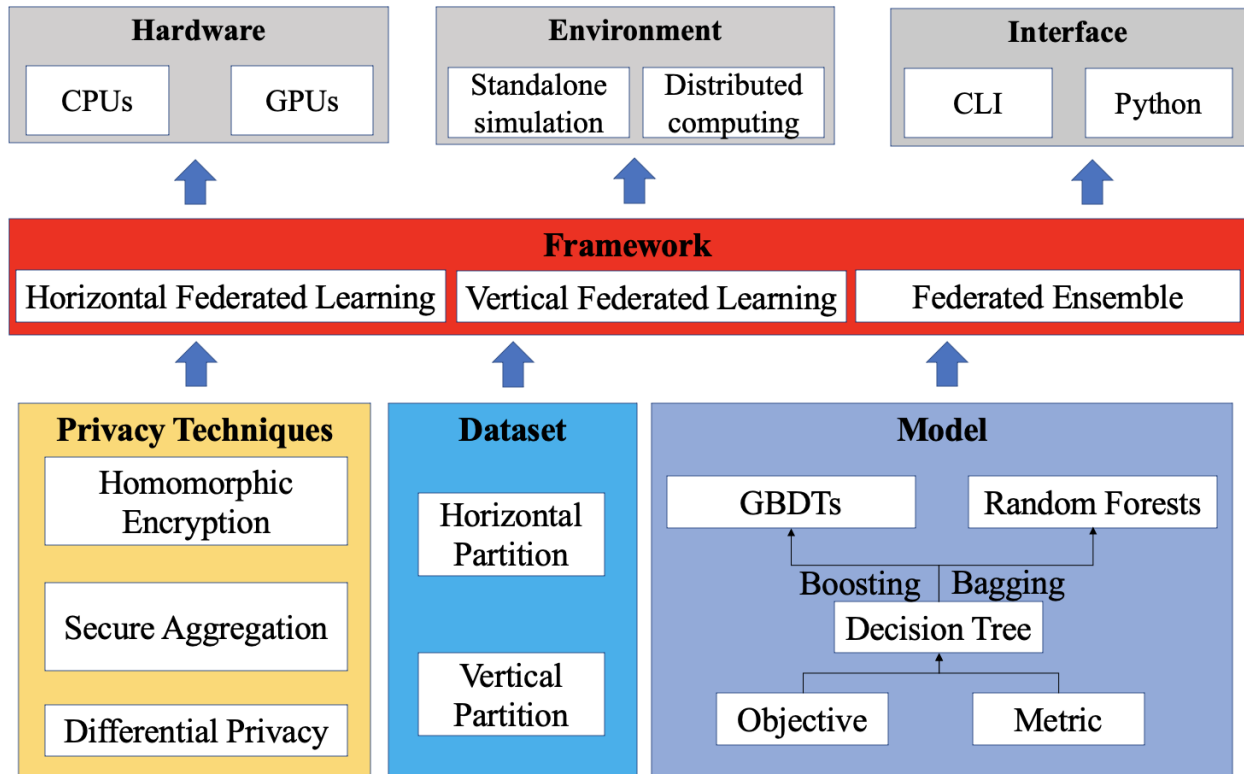 Hardware
CPUs
GPUs
Environment
Standalone
simulation
Distributed
computing
Interface
CLI
Python
Framework
Horizontal Federated Learning
Vertical Federated Learning
Federated Ensemble
Privacy Techniques
Homomorphic
Encryption
Secure Aggregation
Differential Privacy
Dataset
Horizontal
Partition
Vertical
Partition
Model
GBDTs
Random Forests
Boosting
Bagging
Decision Tree
Objective
Metric